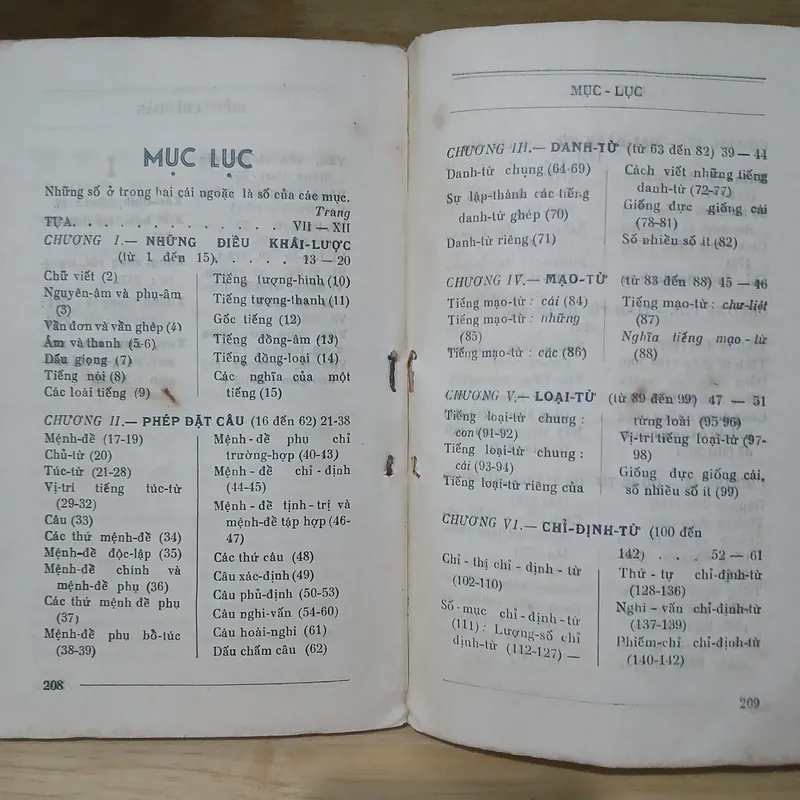 MỤC LỤC
Những số ở trong hai cái ngoặc là số của các mục.
Trang
TỰA. . . . . . . . . . . . . VII — XII
CHƯƠNG I.— NHỮNG ĐIỀU KHÁI-LƯỢC
(từ 1 đến 15). . . . . 13 — 20
Chữ viết (2)
Nguyên-âm và phụ-âm
(3)
Vần đơn và vần ghép (4)
Âm và thanh (5-6)
Dấu giọng (7)
Tiếng nói (8)
Các loài tiếng (9)
Tiếng tượng-hình (10)
Tiếng tượng-thanh (11)
Gốc tiếng (12)
Tiếng đồng-âm (13)
Tiếng đồng-loại (14)
Các nghĩa của một
tiếng (15)
CHƯƠNG II.— PHÉP ĐẶT CÂU (16 đến 62) 21-38
Mệnh-đề (17-19)
Chủ-từ (20)
Túc-từ (21-28)
Vị-trí tiếng túc-từ
(29-32)
Câu (33)
Các thứ mệnh-đề (34)
Mệnh-đề độc-lập (35)
Mệnh-đề chính và
mệnh-đề phụ (36)
Các thứ mệnh đề phụ
(37)
Mệnh-đề phụ bồ-túc
(38-39)
Mệnh-đề phụ chỉ
trường-hợp (40-43)
Mệnh-đề chỉ-định
(44-45)
Mệnh-đề tịnh-trị và
mệnh-đề tập hợp (46-
47)
Các thứ câu (48)
Câu xác-định (49)
Câu phủ-định (50-53)
Câu nghi-vấn (54-60)
Câu hoài-nghi (61)
Dấu chấm câu (62)
208
MỤC - LỤC
CHƯƠNG III.— DANH-TỪ (từ 63 đến 82) 39 — 44
Danh-từ chung (64-69)
Sự lập-thành các tiếng
danh-từ ghép (70)
Danh-từ riêng (71)
Cách viết những tiếng
danh-từ (72-77)
Giống đực giống cái
(78-81)
Số nhiều số ít (82)
CHƯƠNG IV.— MẠO-TỪ (từ 83 đến 88) 45 — 46
Tiếng mạo-từ : cái (84)
Tiếng mạo-từ : những
(85)
Tiếng mạo-từ : các (86)
Tiếng mạo-từ : chư-liệt
(87)
Nghĩa tiếng mạo-từ
(88)
CHƯƠNG V.— LOẠI-TỪ (từ 89 đến 99) 47 — 51
Tiếng loại-từ chung :
con (91-92)
Tiếng loại-từ chung :
cái (93-94)
Tiếng loại-từ riêng của
từng loài (95-96)
Vị-trí tiếng loại-từ (97-
98)
Giống đực giống cái,
số nhiều số ít (99)
CHƯƠNG VI.— CHỈ-ĐỊNH-TỪ (100 đến
142) . . . 52 — 61
Chỉ-thị chỉ-định-từ
(102-110)
Số-mục chỉ-định-từ
(111) : Lượng-số chỉ
định-từ (112-127) —
Thứ-tự chỉ-định-từ
(128-136)
Nghi-vấn chỉ-định-từ
(137-139)
Phiếm-chỉ chỉ-định-từ
(140-142)
209